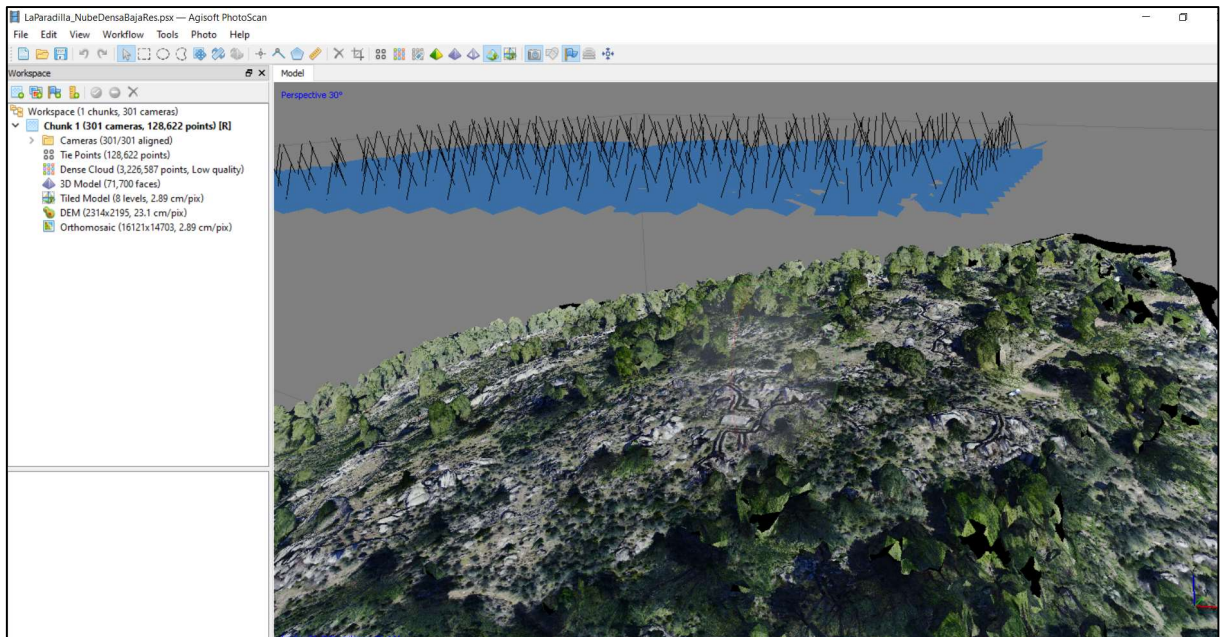 LaParadilla_NubeDensaBajaRes.psx — Agisoft PhotoScan
File Edit View Workflow Tools Photo Help
Workspace
Model
Perspective 30°
Workspace (1 chunks, 301 cameras)
Chunk 1 (301 cameras, 128,622 points) [R]
Cameras (301/301 aligned)
Tie Points (128,622 points)
Dense Cloud (3,226,587 points, Low quality)
3D Model (71,700 faces)
Tiled Model (8 levels, 2.89 cm/pix)
DEM (2314x2195, 23.1 cm/pix)
Orthomosaic (16121x14703, 2.89 cm/pix)